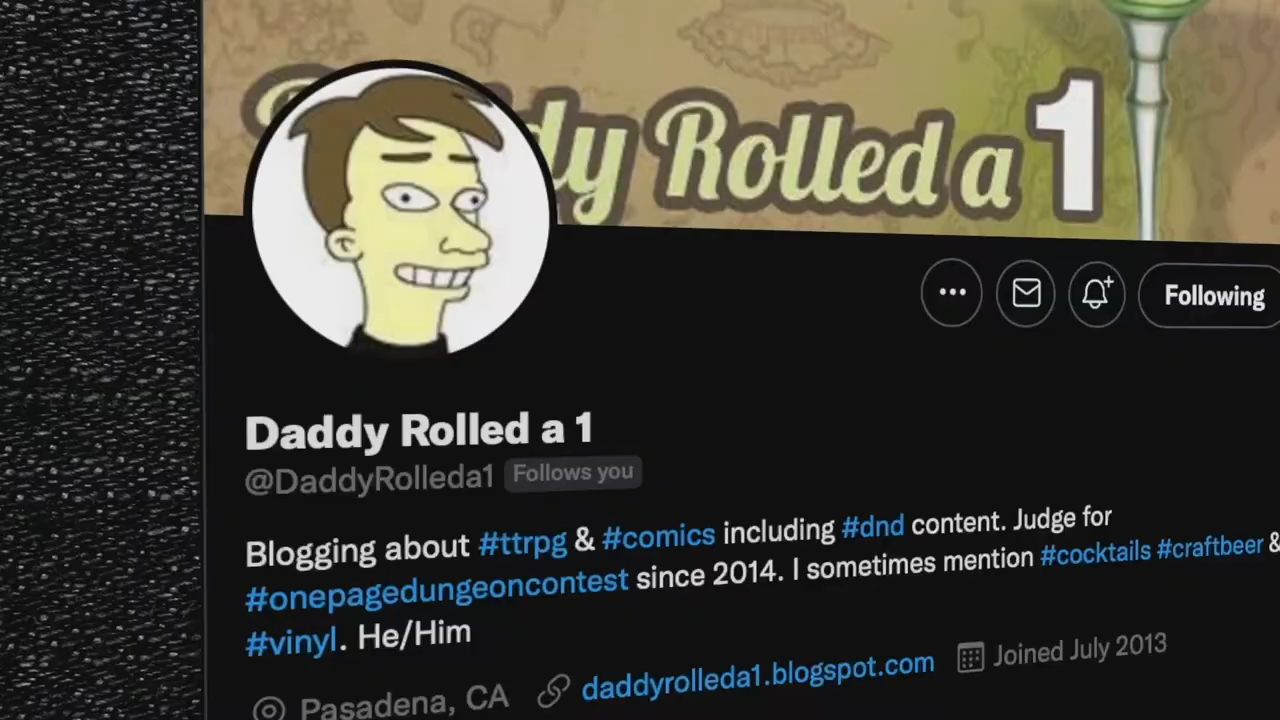 dy Rolled a 1
Following
Daddy Rolled a 1
@DaddyRolleda1 Follows you
Blogging about #ttrpg & #comics including #dnd content. Judge for
#onepagedungeoncontest since 2014. I sometimes mention #cocktails #craftbeer &
#vinyl. He/Him
Pasadena, CA daddyrolleda1.blogspot.com Joined July 2013